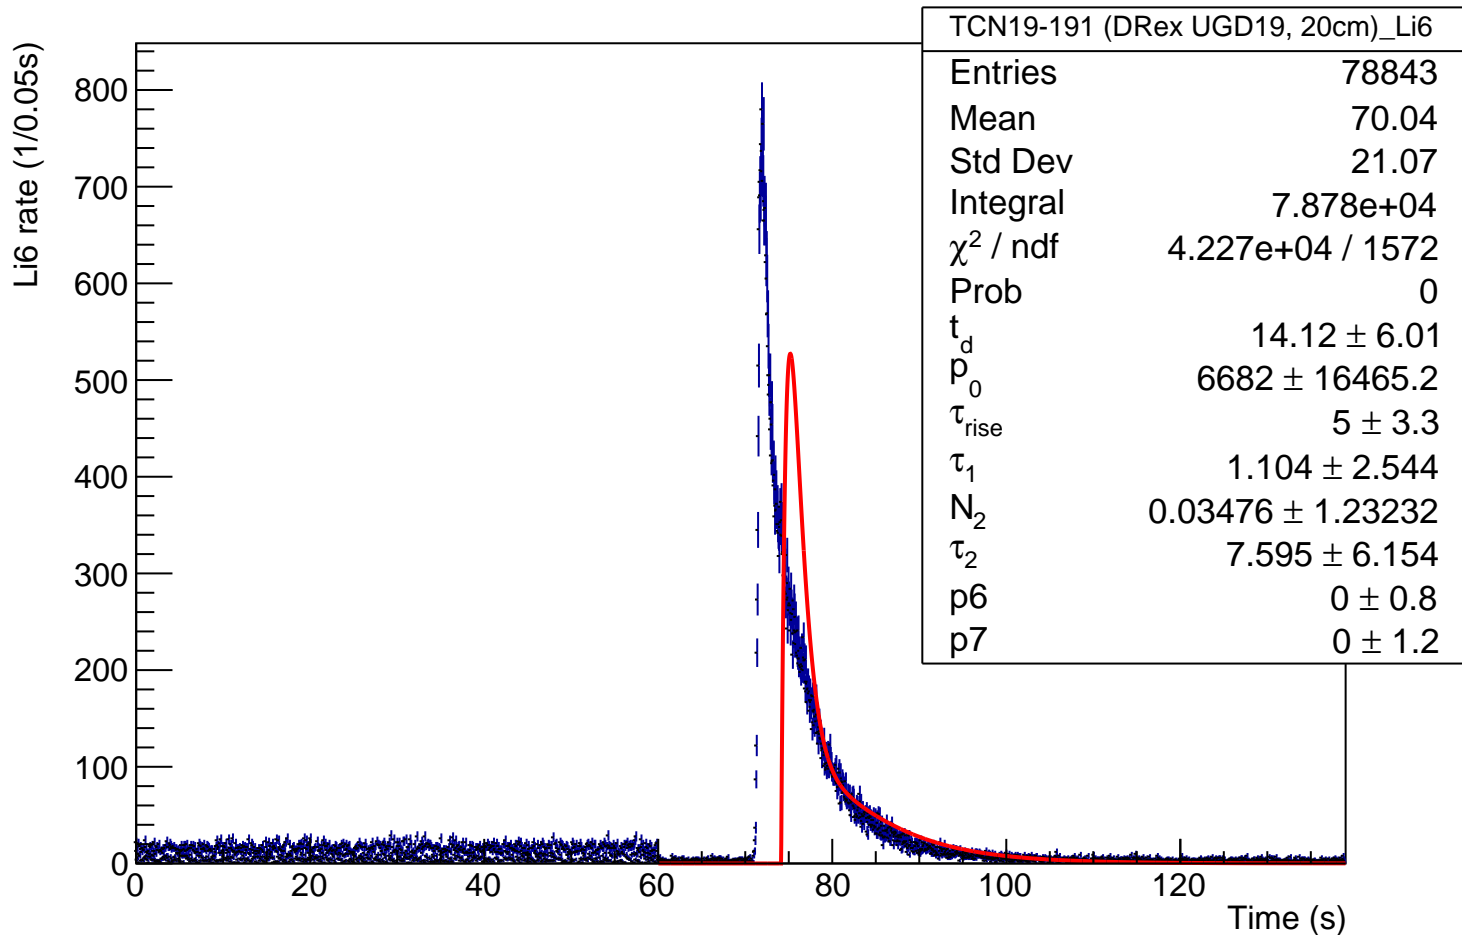 TCN19-191 (DRex UGD19, 20cm)_Li6
Entries 78843
Mean 70.04
Std Dev 21.07
Integral 7.878e+04
χ² / ndf 4.227e+04 / 1572
Prob 0
t_d 14.12 ± 6.01
p_0 6682 ± 16465.2
τ_rise 5 ± 3.3
τ_1 1.104 ± 2.544
N_2 0.03476 ± 1.23232
τ_2 7.595 ± 6.154
p6 0 ± 0.8
p7 0 ± 1.2
Li6 rate (1/0.05s)
800
700
600
500
400
300
200
100
0
0 20 40 60 80 100 120
Time (s)